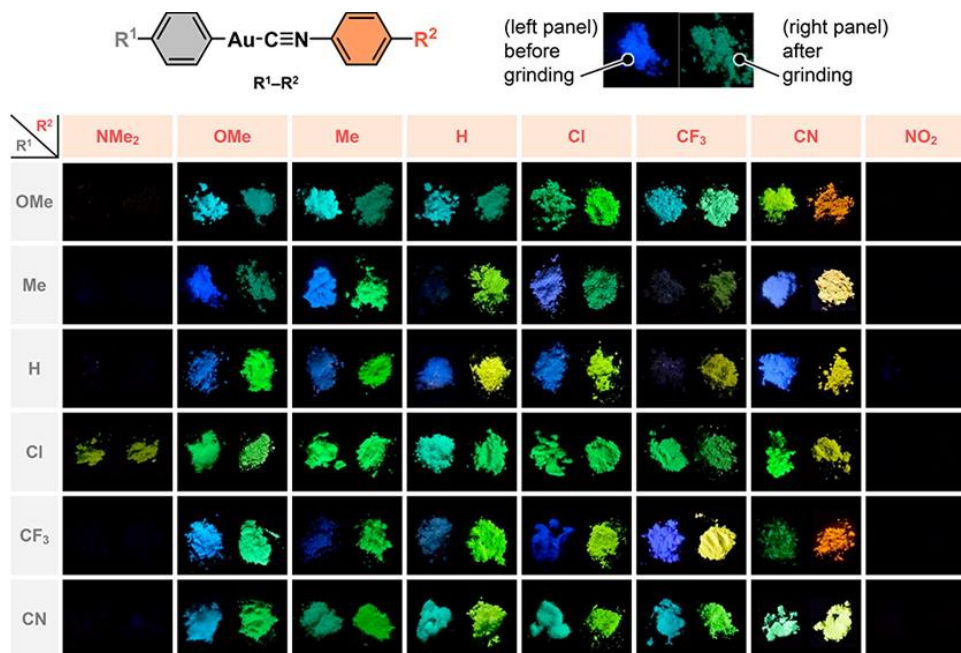 R¹ Au-C≡N R²
R¹–R²
(left panel)
before
grinding
(right panel)
after
grinding
R²
R¹
NMe₂ OMe Me H Cl CF₃ CN NO₂
OMe
Me
H
Cl
CF₃
CN